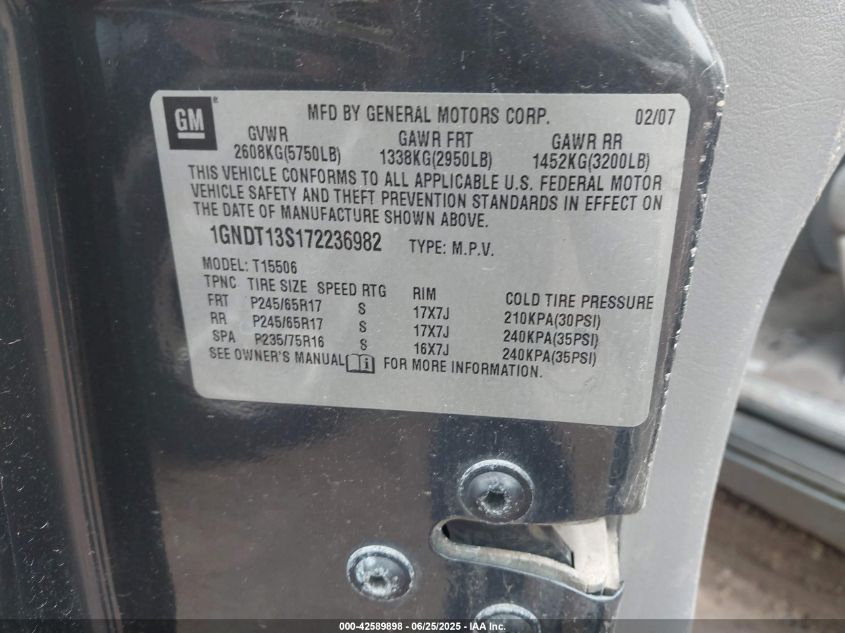 GM® MFD BY GENERAL MOTORS CORP. 02/07
GVWR GAWR FRT GAWR RR
2608KG(5750LB) 1338KG(2950LB) 1452KG(3200LB)
THIS VEHICLE CONFORMS TO ALL APPLICABLE U.S. FEDERAL MOTOR
VEHICLE SAFETY AND THEFT PREVENTION STANDARDS IN EFFECT ON
THE DATE OF MANUFACTURE SHOWN ABOVE.
1GNDT13S172236982 TYPE: M.P.V.
MODEL: T15506
TPNC TIRE SIZE SPEED RTG RIM COLD TIRE PRESSURE
FRT P245/65R17 S 17X7J 210KPA(30PSI)
RR P245/65R17 S 17X7J 240KPA(35PSI)
SPA P235/75R16 S 16X7J 240KPA(35PSI)
SEE OWNER'S MANUAL i FOR MORE INFORMATION.
000-42589898 - 06/25/2025 - IAA Inc.